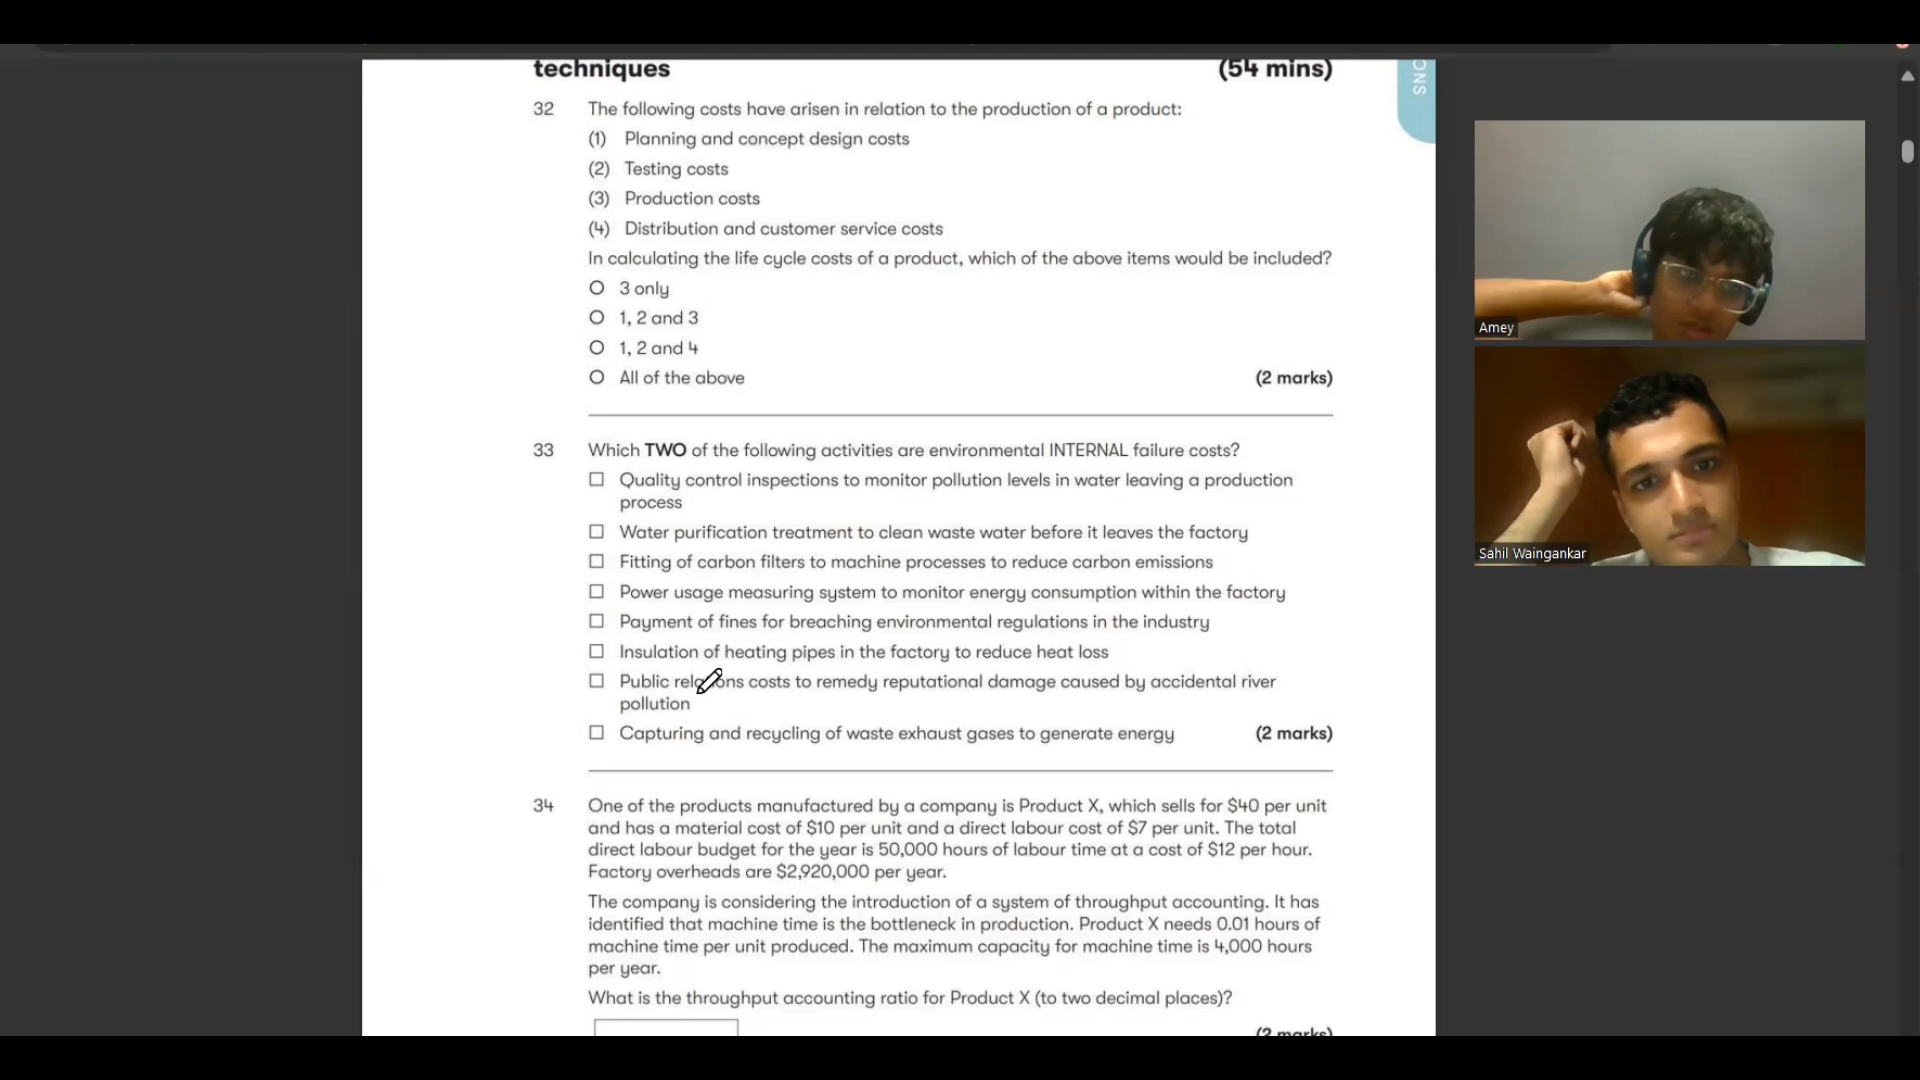 techniques (54 mins)
32 The following costs have arisen in relation to the production of a product:
(1) Planning and concept design costs
(2) Testing costs
(3) Production costs
(4) Distribution and customer service costs
In calculating the life cycle costs of a product, which of the above items would be included?
3 only
1, 2 and 3
1, 2 and 4
All of the above (2 marks)
33 Which TWO of the following activities are environmental INTERNAL failure costs?
Quality control inspections to monitor pollution levels in water leaving a production
process
Water purification treatment to clean waste water before it leaves the factory
Fitting of carbon filters to machine processes to reduce carbon emissions
Power usage measuring system to monitor energy consumption within the factory
Payment of fines for breaching environmental regulations in the industry
Insulation of heating pipes in the factory to reduce heat loss
Public relations costs to remedy reputational damage caused by accidental river
pollution
Capturing and recycling of waste exhaust gases to generate energy (2 marks)
34 One of the products manufactured by a company is Product X, which sells for $40 per unit
and has a material cost of $10 per unit and a direct labour cost of $7 per unit. The total
direct labour budget for the year is 50,000 hours of labour time at a cost of $12 per hour.
Factory overheads are $2,920,000 per year.
The company is considering the introduction of a system of throughput accounting. It has
identified that machine time is the bottleneck in production. Product X needs 0.01 hours of
machine time per unit produced. The maximum capacity for machine time is 4,000 hours
per year.
What is the throughput accounting ratio for Product X (to two decimal places)?
(2 marks)
ONS
Amey
Sahil Waingankar